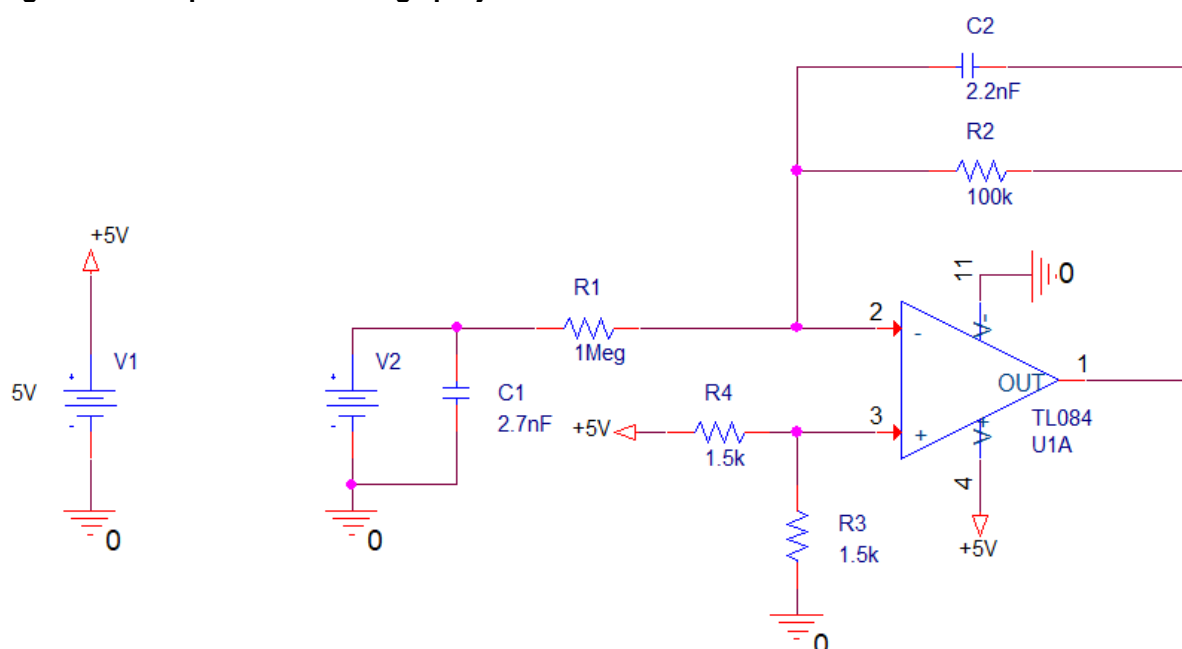 C2
2.2nF
R2
100k
+5V
5V
V1
0
V2
C1
2.7nF
0
R1
1Meg
+5V
R4
1.5k
R3
1.5k
0
2
-
3
+
11
V-
0
OUT
1
TL084
U1A
V+
4
+5V